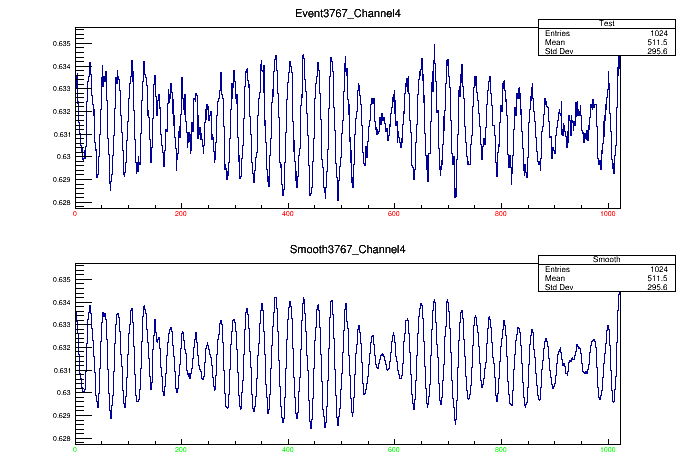 Event3767_Channel4
Test
Entries 1024
Mean 511.5
Std Dev 295.6
0.635
0.634
0.633
0.632
0.631
0.63
0.629
0.628
0 200 400 600 800 1000
Smooth3767_Channel4
Smooth
Entries 1024
Mean 511.5
Std Dev 295.6
0.635
0.634
0.633
0.632
0.631
0.63
0.629
0.628
0 200 400 600 800 1000